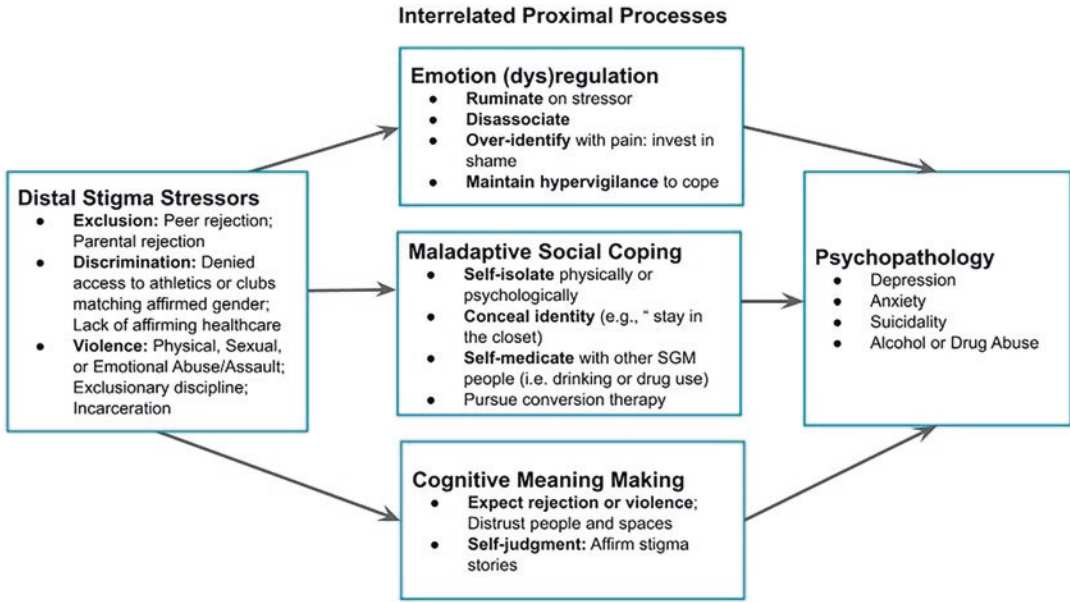 Interrelated Proximal Processes
Emotion (dys)regulation
● Ruminate on stressor
● Disassociate
● Over-identify with pain: invest in
shame
● Maintain hypervigilance to cope
Distal Stigma Stressors
● Exclusion: Peer rejection;
Parental rejection
● Discrimination: Denied
access to athletics or clubs
matching affirmed gender;
Lack of affirming healthcare
● Violence: Physical, Sexual,
or Emotional Abuse/Assault;
Exclusionary discipline;
Incarceration
Maladaptive Social Coping
● Self-isolate physically or
psychologically
● Conceal identity (e.g., “ stay in
the closet)
● Self-medicate with other SGM
people (i.e. drinking or drug use)
● Pursue conversion therapy
Cognitive Meaning Making
● Expect rejection or violence;
Distrust people and spaces
● Self-judgment: Affirm stigma
stories
Psychopathology
● Depression
● Anxiety
● Suicidality
● Alcohol or Drug Abuse